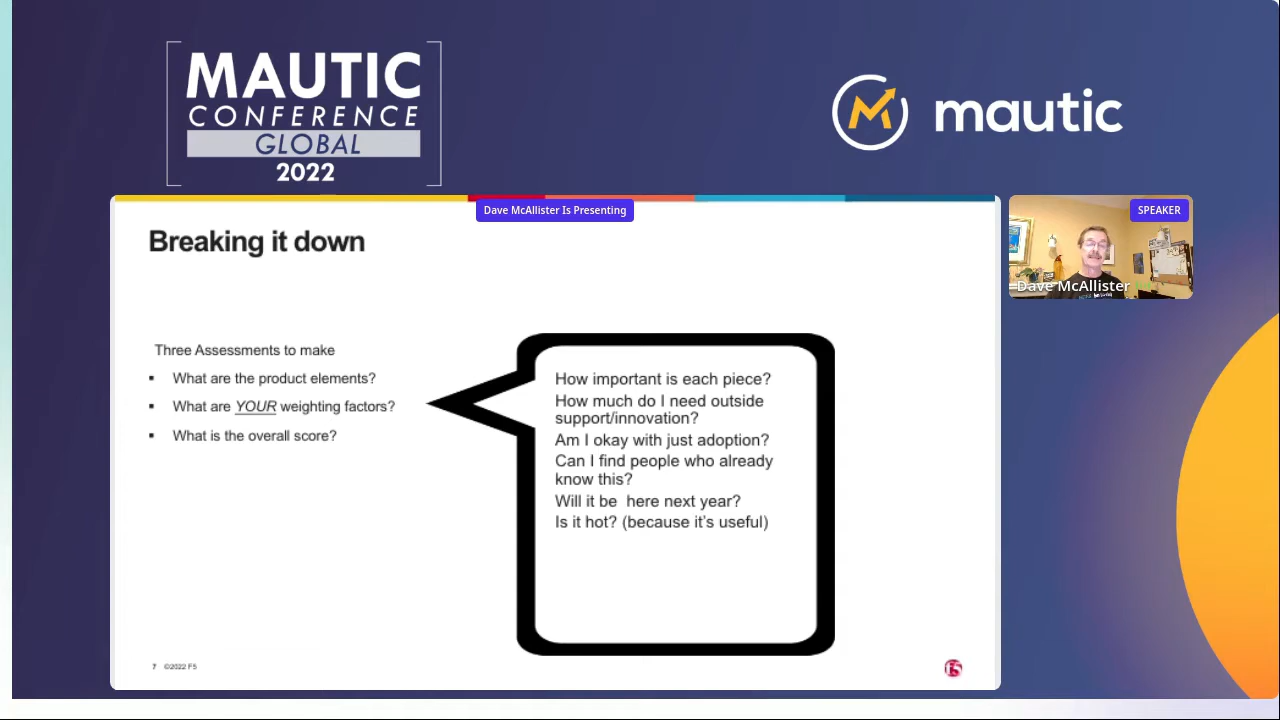 MAUTIC
CONFERENCE
GLOBAL
2022
mautic
Dave McAllister Is Presenting
SPEAKER
Dave McAllister
Breaking it down
Three Assessments to make
▪ What are the product elements?
▪ What are YOUR weighting factors?
▪ What is the overall score?
How important is each piece?
How much do I need outside
support/innovation?
Am I okay with just adoption?
Can I find people who already
know this?
Will it be  here next year?
Is it hot? (because it's useful)
7 ©2022 F5
f5